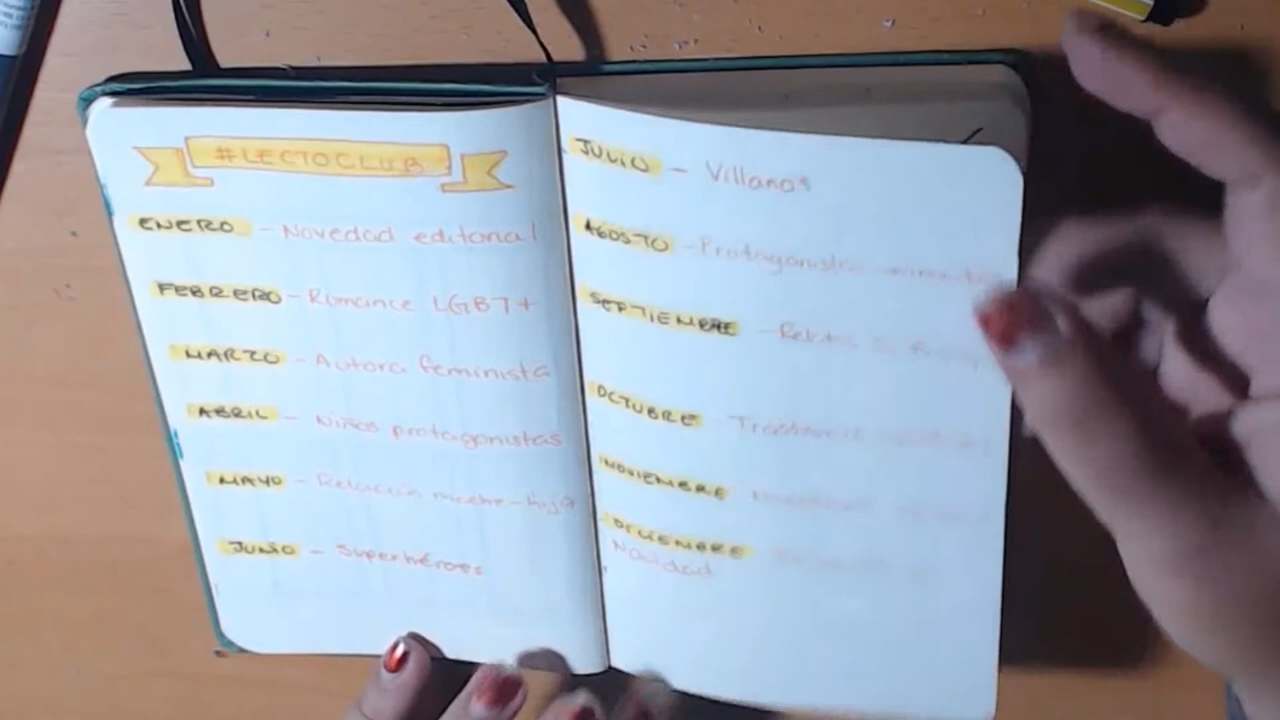 #LECTOCLUB
ENERO - Novedad editorial
FEBRERO - Romance LGBT+
MARZO - Autora feminista
ABRIL - Niños protagonistas
MAYO - Relación madre-hija
JUNIO - Superhéroes
JULIO - Villanos
AGOSTO - Protagonista
SEPTIEMBRE -
OCTUBRE
NOVIEMBRE
DICIEMBRE
Navidad